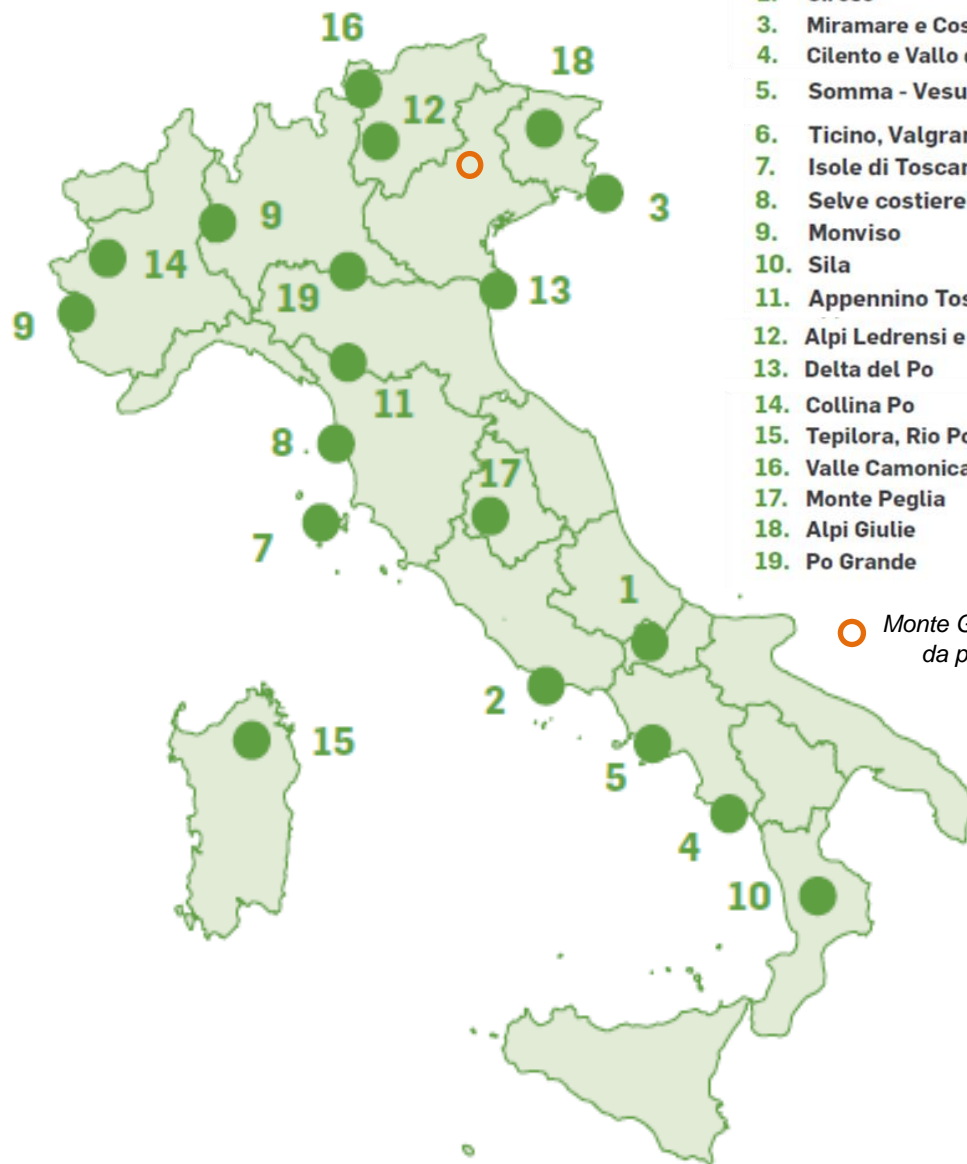 16
18
12
9
3
14
19
13
9
11
8
17
7
1
2
15
5
4
10
3. Miramare e Cos
4. Cilento e Vallo
5. Somma - Vesu
6. Ticino, Valgra
7. Isole di Toscan
8. Selve costiere
9. Monviso
10. Sila
11. Appennino Tos
12. Alpi Ledrensi e
13. Delta del Po
14. Collina Po
15. Tepilora, Rio Po
16. Valle Camonica
17. Monte Peglia
18. Alpi Giulie
19. Po Grande
Monte G
da p